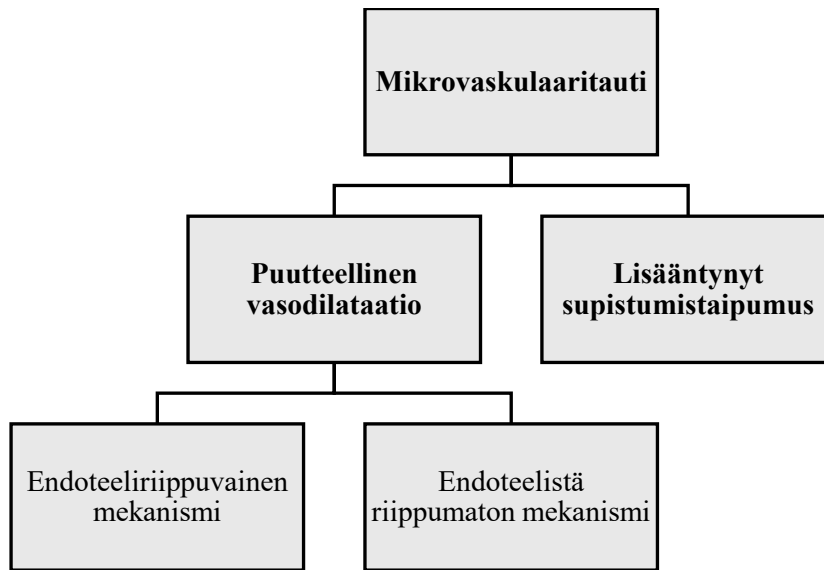 Mikrovaskulaaritauti
Puutteellinen
vasodilataatio
Lisääntynyt
supistumistaipumus
Endoteeliriippuvainen
mekanismi
Endoteelistä
riippumaton mekanismi